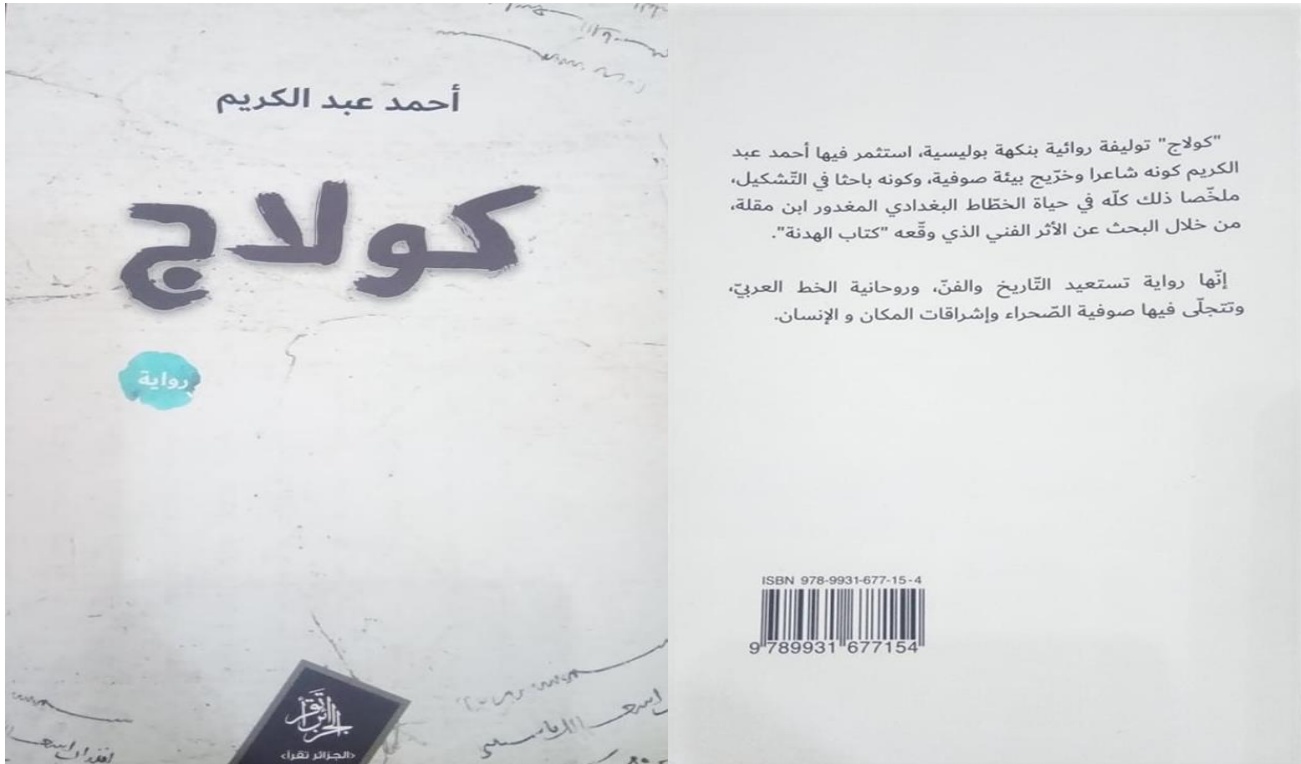 أحمد عبد الكريم
كولاج
رواية
الجزائر تقرأ
<الجزائر تقرأ>
"كولاج" توليفة روائية بنكهة بوليسية، استثمر فيها أحمد عبد
الكريم كونه شاعرا وخرّيج بيئة صوفية، وكونه باحثا في التّشكيل،
ملخّصا ذلك كلّه في حياة الخطّاط البغدادي المغدور ابن مقلة،
من خلال البحث عن الأثر الفني الذي وقّعه "كتاب الهدنة".
إنّها رواية تستعيد التّاريخ والفنّ، وروحانية الخط العربيّ،
وتتجلّى فيها صوفية الصّحراء وإشراقات المكان و الإنسان.
ISBN 978-9931-677-15-4
9 789931 677154